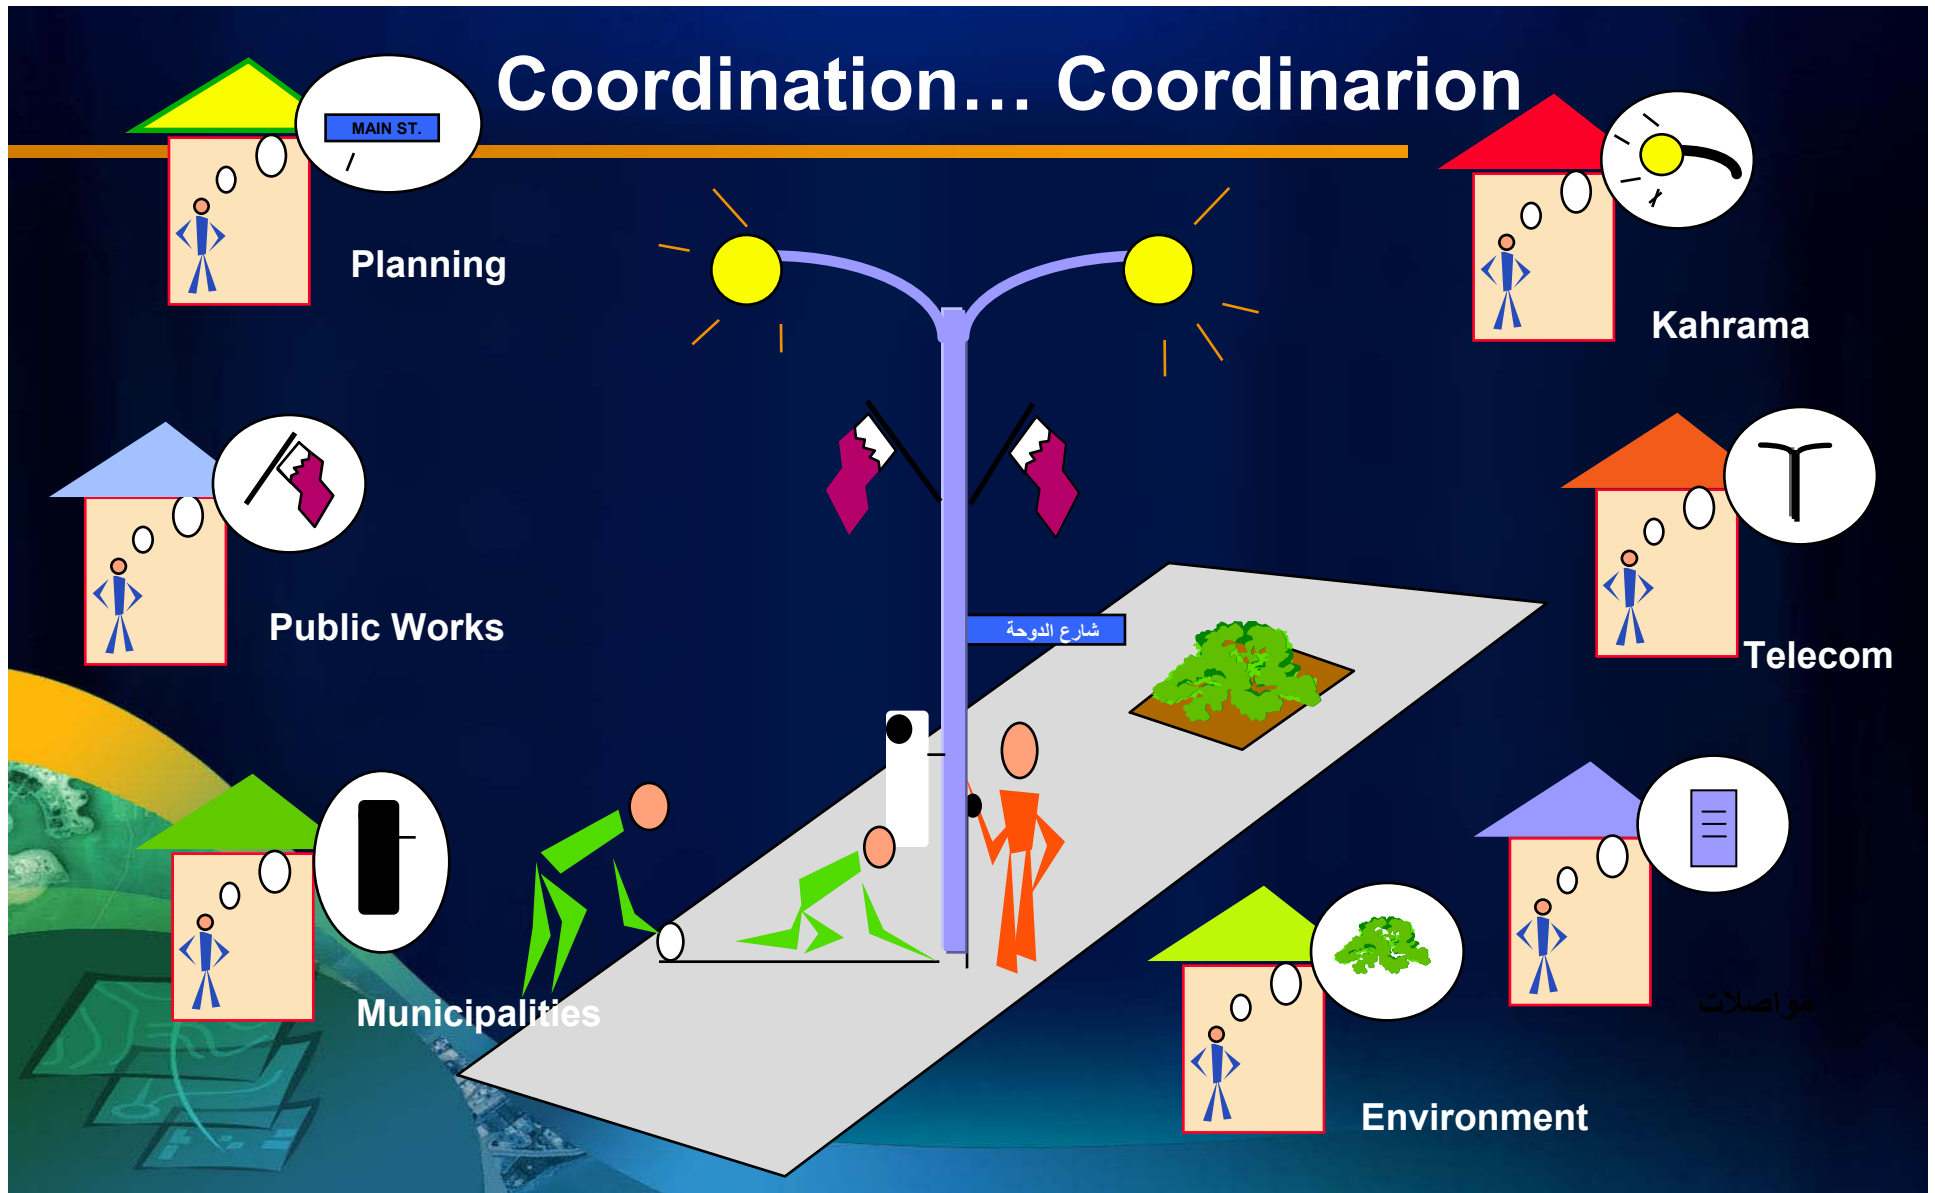 Coordination… Coordinarion
MAIN ST.
Planning
Kahrama
Public Works
شارع الدوحة
Telecom
Municipalities
مواصلات
Environment